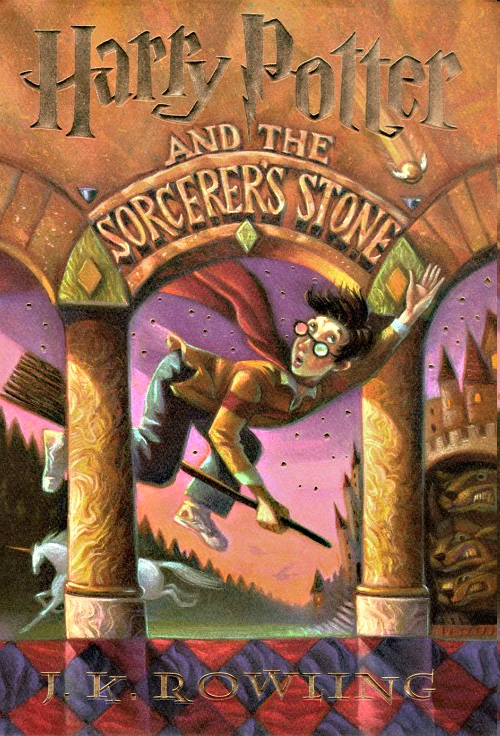 Harry Potter
AND THE
SORCERER'S STONE
J. K. ROWLING